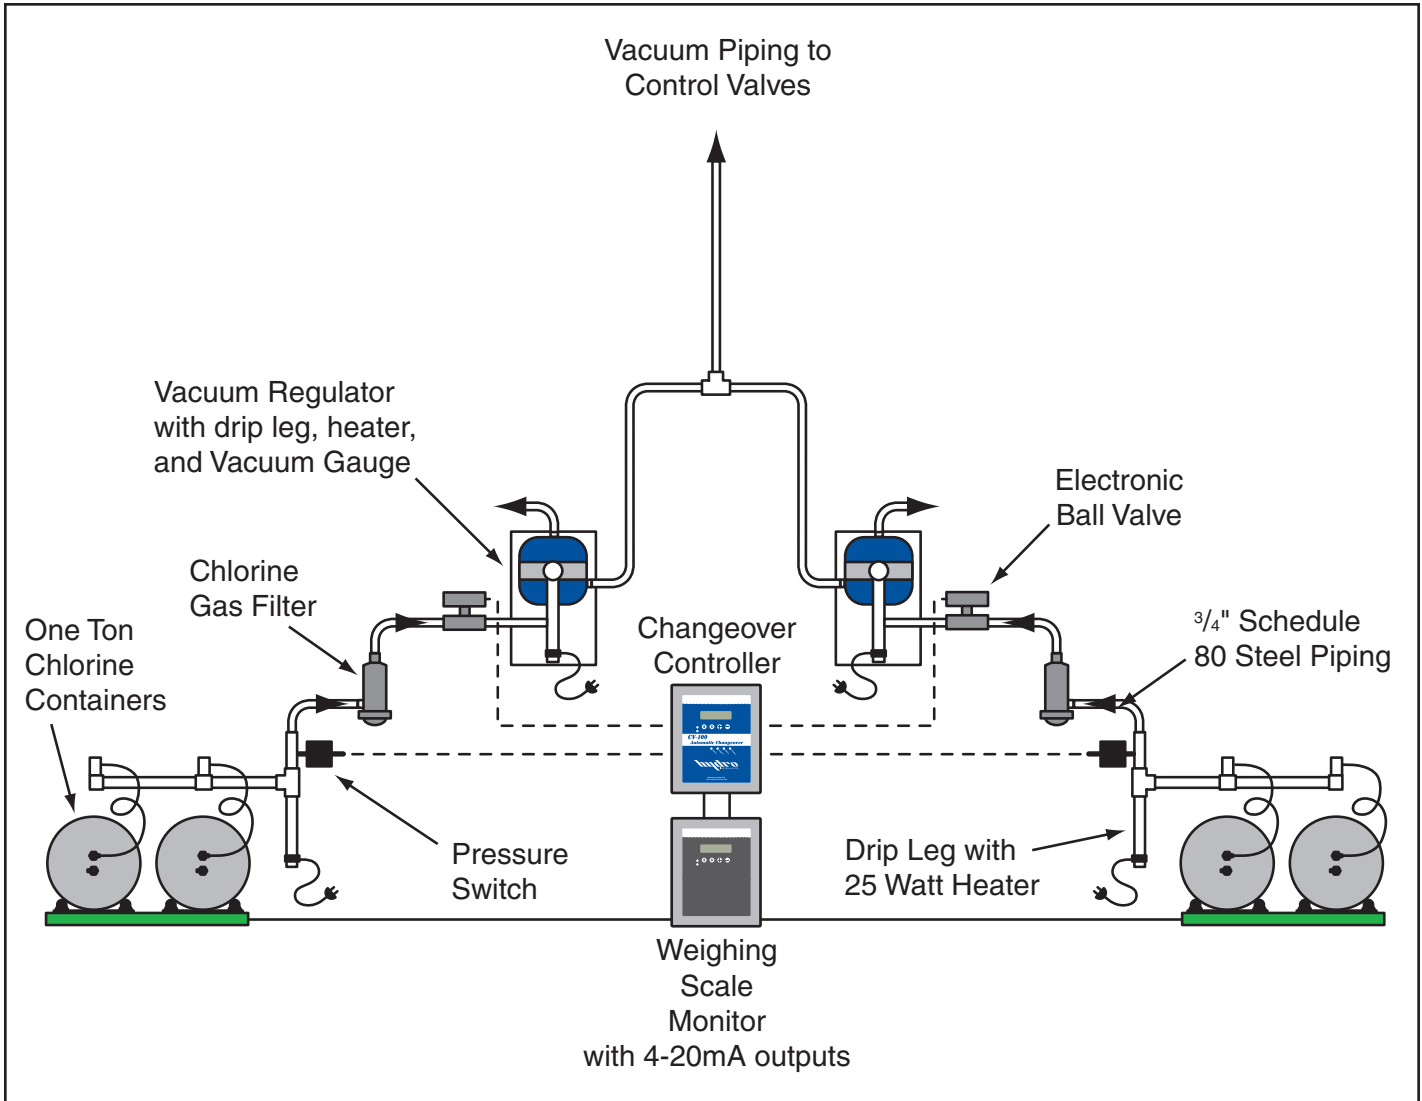 Vacuum Piping to
Control Valves
Vacuum Regulator
with drip leg, heater,
and Vacuum Gauge
Electronic
Ball Valve
Chlorine
Gas Filter
One Ton
Chlorine
Containers
Changeover
Controller
3/4" Schedule
80 Steel Piping
CV-100
Automatic Changeover
hydro
Pressure
Switch
Drip Leg with
25 Watt Heater
Weighing
Scale
Monitor
with 4-20mA outputs